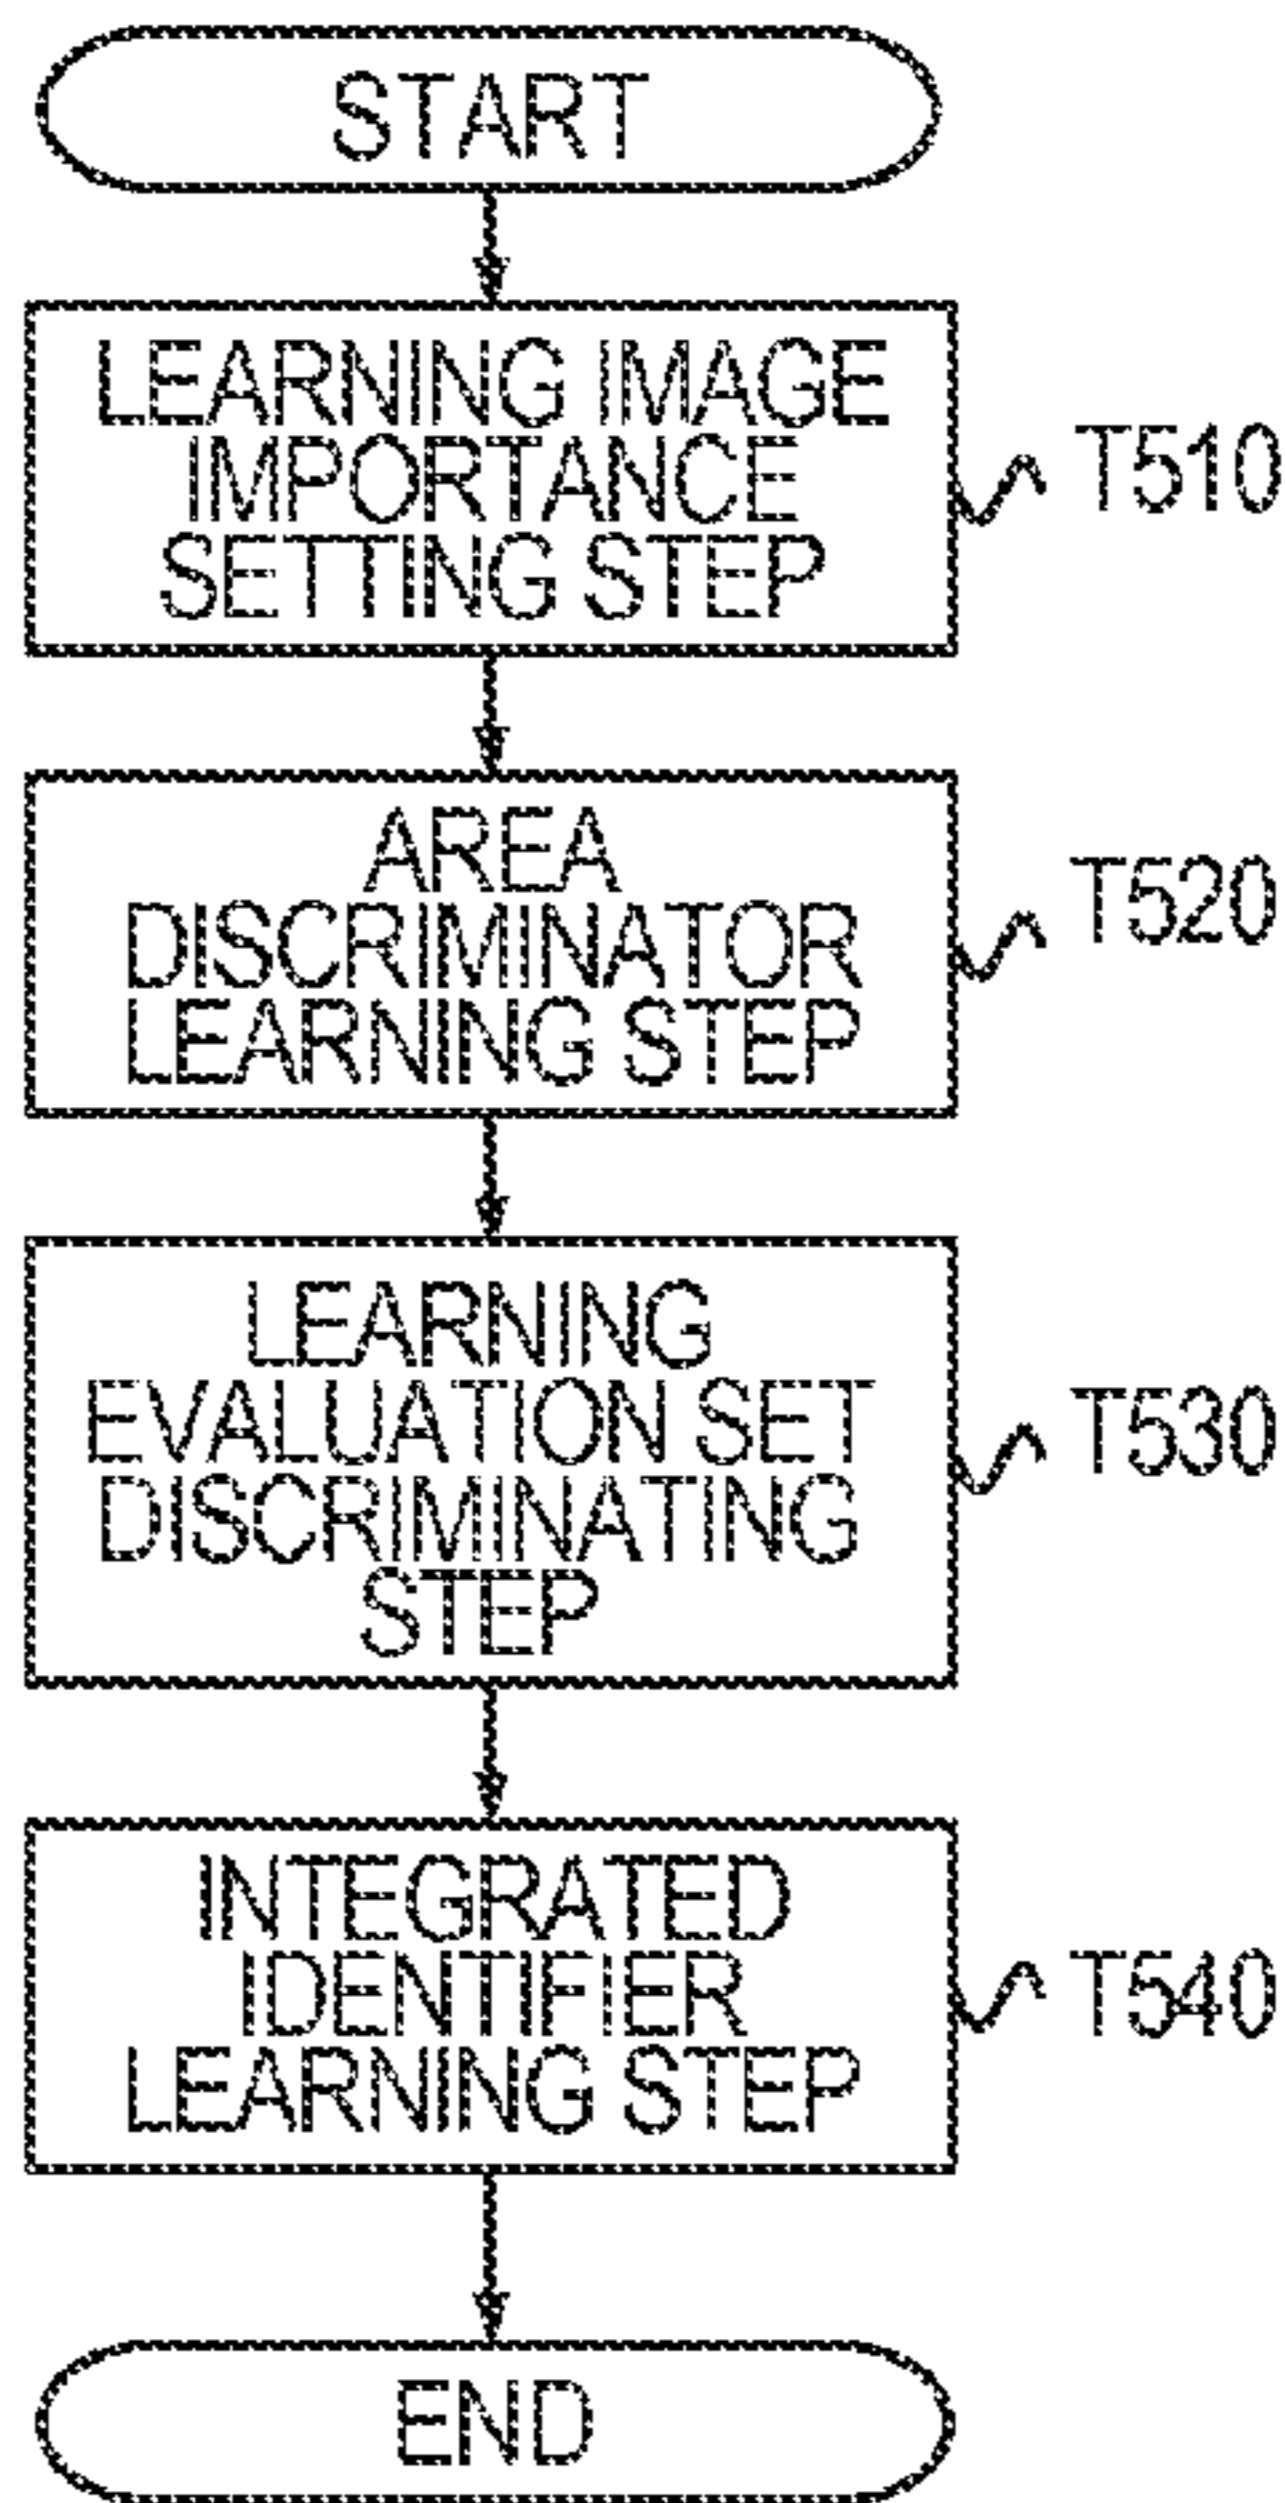 START
LEARNING IMAGE
IMPORTANCE
SETTING STEP
T510
AREA
DISCRIMINATOR
LEARNING STEP
T520
LEARNING
EVALUATION SET
DISCRIMINATING
STEP
T530
INTEGRATED
IDENTIFIER
LEARNING STEP
T540
END